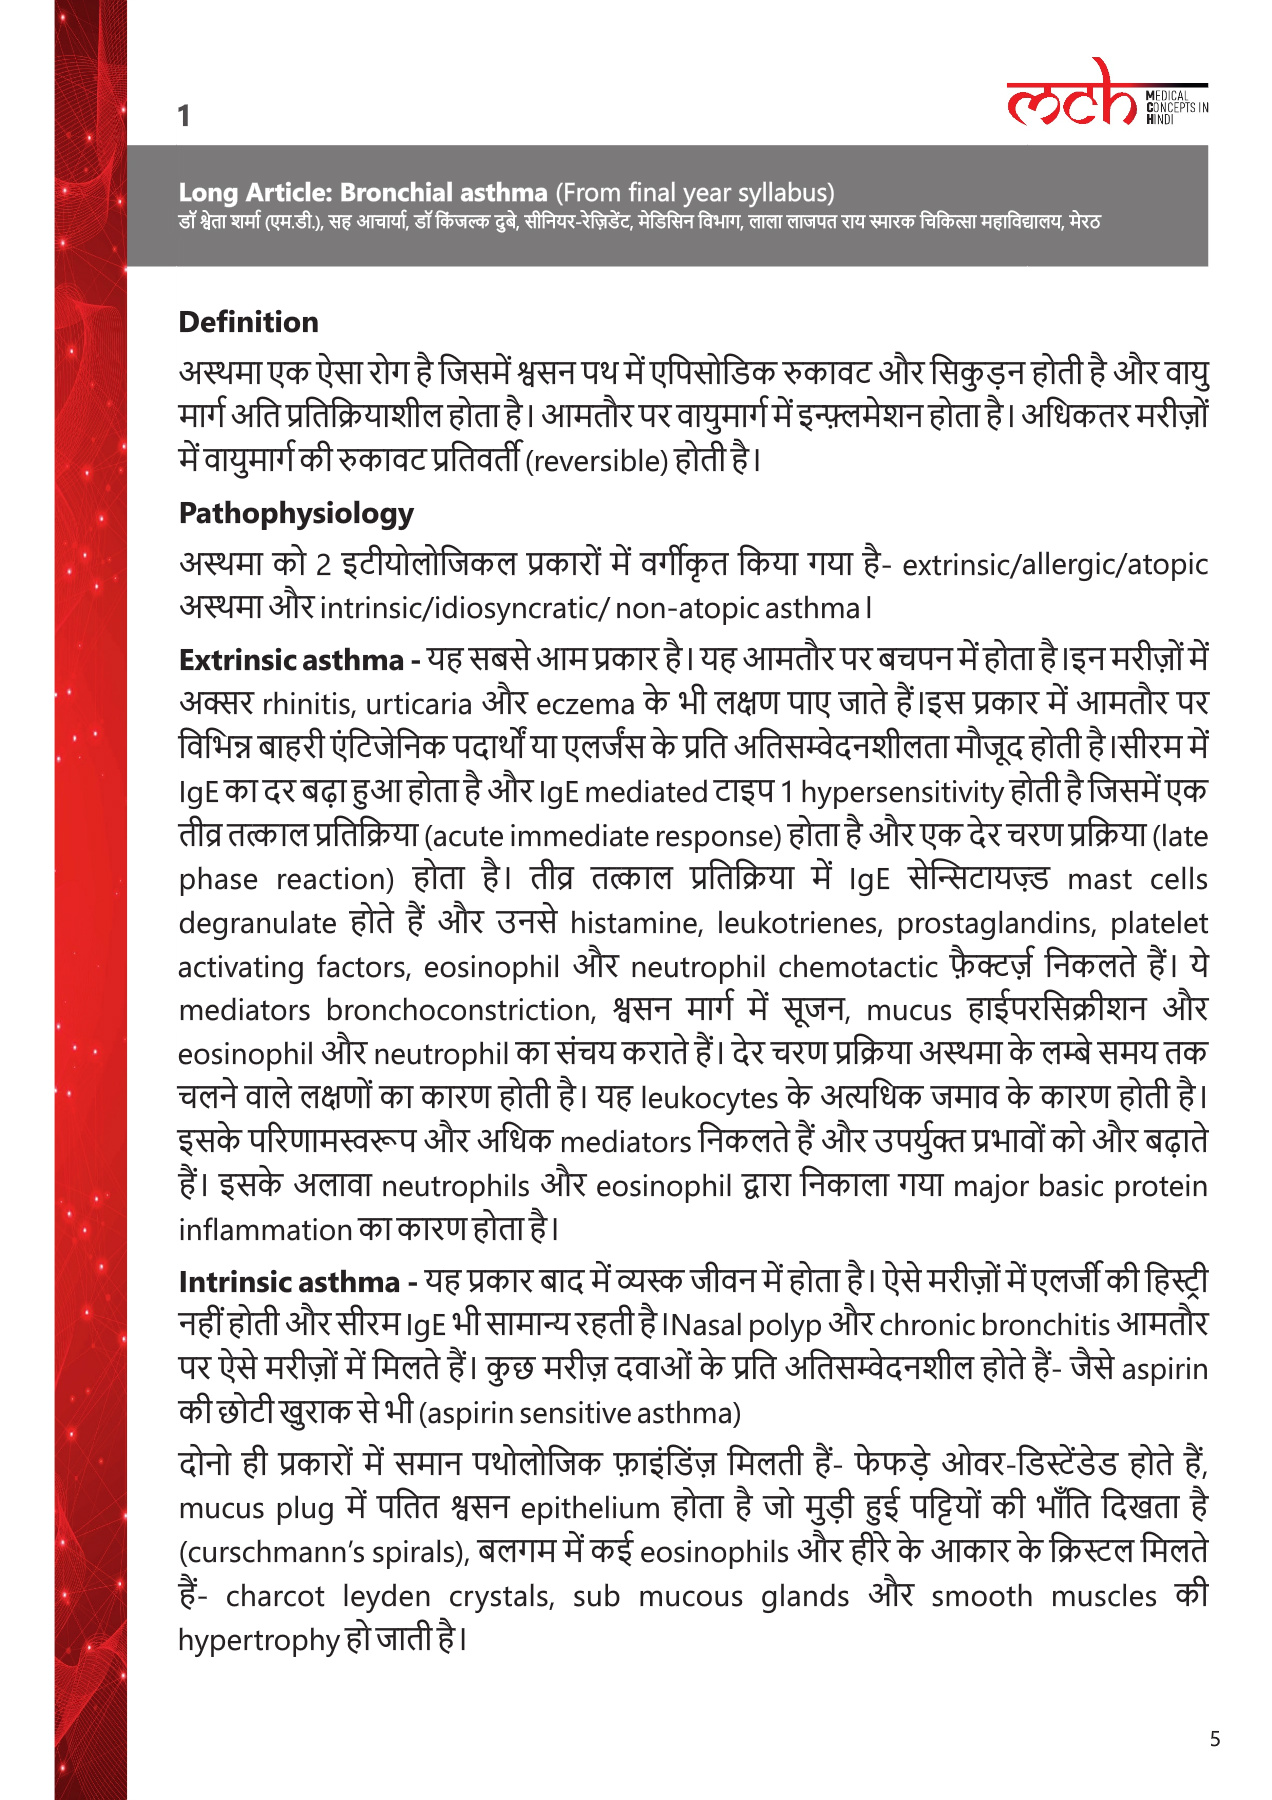 1
mch MEDICAL
CONCEPTS IN
HINDI
Long Article: Bronchial asthma (From final year syllabus)
डॉ श्वेता शर्मा (एम.डी.), सह आचार्या, डॉ किंजल्क दुबे, सीनियर-रेज़िडेंट, मेडिसिन विभाग, लाला लाजपत राय स्मारक चिकित्सा महाविद्यालय, मेरठ
Definition
अस्थमा एक ऐसा रोग है जिसमें श्वसन पथ में एपिसोडिक रुकावट और सिकुड़न होती है और वायु
मार्ग अति प्रतिक्रियाशील होता है। आमतौर पर वायुमार्ग में इन्फ़्लमेशन होता है। अधिकतर मरीज़ों
में वायुमार्ग की रुकावट प्रतिवर्ती (reversible) होती है।
Pathophysiology
अस्थमा को 2 इटीयोलोजिकल प्रकारों में वर्गीकृत किया गया है- extrinsic/allergic/atopic
अस्थमा और intrinsic/idiosyncratic/ non-atopic asthma।
Extrinsic asthma - यह सबसे आम प्रकार है। यह आमतौर पर बचपन में होता है।इन मरीज़ों में
अक्सर rhinitis, urticaria और eczema के भी लक्षण पाए जाते हैं।इस प्रकार में आमतौर पर
विभिन्न बाहरी एंटिजेनिक पदार्थों या एलर्जंस के प्रति अतिसम्वेदनशीलता मौजूद होती है।सीरम में
IgE का दर बढ़ा हुआ होता है और IgE mediated टाइप 1 hypersensitivity होती है जिसमें एक
तीव्र तत्काल प्रतिक्रिया (acute immediate response) होता है और एक देर चरण प्रक्रिया (late
phase reaction) होता है। तीव्र तत्काल प्रतिक्रिया में IgE सेन्सिटायज़्ड mast cells
degranulate होते हैं और उनसे histamine, leukotrienes, prostaglandins, platelet
activating factors, eosinophil और neutrophil chemotactic फ़ैक्टर्ज़ निकलते हैं। ये
mediators bronchoconstriction, श्वसन मार्ग में सूजन, mucus हाईपरसिक्रीशन और
eosinophil और neutrophil का संचय कराते हैं। देर चरण प्रक्रिया अस्थमा के लम्बे समय तक
चलने वाले लक्षणों का कारण होती है। यह leukocytes के अत्यधिक जमाव के कारण होती है।
इसके परिणामस्वरूप और अधिक mediators निकलते हैं और उपर्युक्त प्रभावों को और बढ़ाते
हैं। इसके अलावा neutrophils और eosinophil द्वारा निकाला गया major basic protein
inflammation का कारण होता है।
Intrinsic asthma - यह प्रकार बाद में व्यस्क जीवन में होता है। ऐसे मरीज़ों में एलर्जी की हिस्ट्री
नहीं होती और सीरम IgE भी सामान्य रहती है।Nasal polyp और chronic bronchitis आमतौर
पर ऐसे मरीज़ों में मिलते हैं। कुछ मरीज़ दवाओं के प्रति अतिसम्वेदनशील होते हैं- जैसे aspirin
की छोटी खुराक से भी (aspirin sensitive asthma)
दोनो ही प्रकारों में समान पथोलोजिक फ़ाइंडिंज़ मिलती हैं- फेफड़े ओवर-डिस्टेंडेड होते हैं,
mucus plug में पतित श्वसन epithelium होता है जो मुड़ी हुई पट्टियों की भाँति दिखता है
(curschmann’s spirals), बलगम में कई eosinophils और हीरे के आकार के क्रिस्टल मिलते
हैं- charcot leyden crystals, sub mucous glands और smooth muscles की
hypertrophy हो जाती है।
5